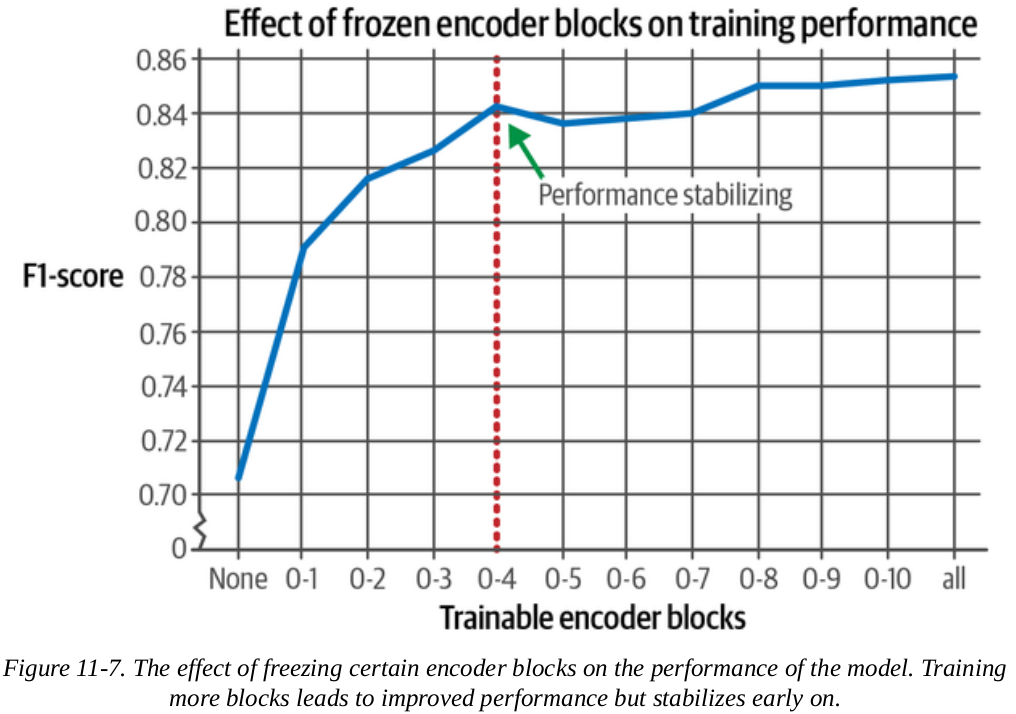 Effect of frozen encoder blocks on training performance
0.86
0.84
0.82
0.80
0.78
0.76
0.74
0.72
0.70
0
F1-score
Performance stabilizing
None 0-1 0-2 0-3 0-4 0-5 0-6 0-7 0-8 0-9 0-10 all
Trainable encoder blocks
Figure 11-7. The effect of freezing certain encoder blocks on the performance of the model. Training
more blocks leads to improved performance but stabilizes early on.